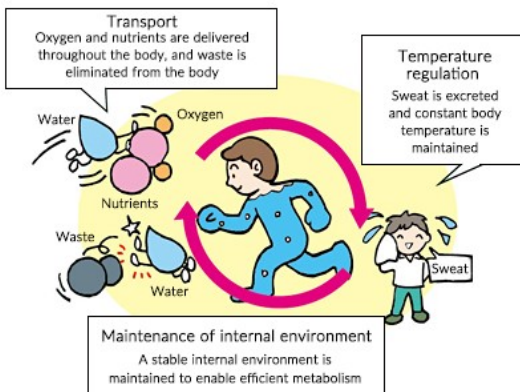 Transport
Oxygen and nutrients are delivered
throughout the body, and waste is
eliminated from the body
Temperature
regulation
Sweat is excreted
and constant body
temperature is
maintained
Water
Oxygen
Nutrients
Waste
Water
Sweat
Maintenance of internal environment
A stable internal environment is
maintained to enable efficient metabolism